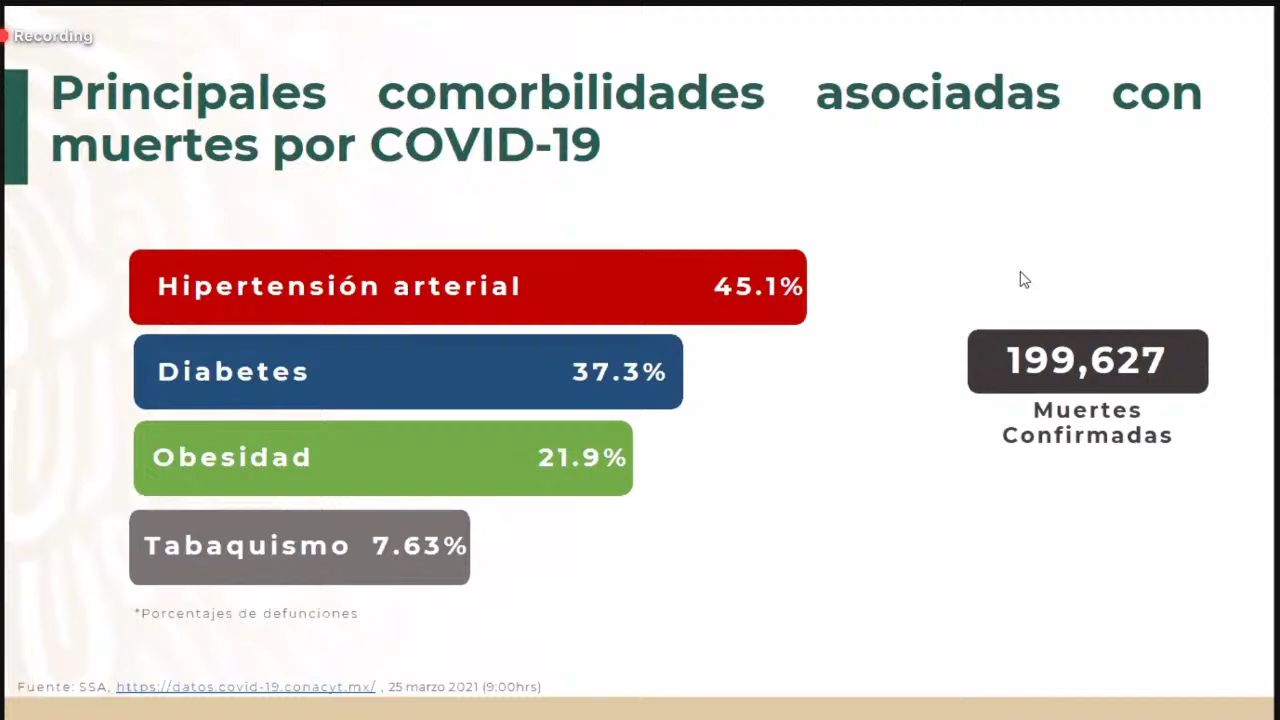 Recording
Principales comorbilidades asociadas con
muertes por COVID-19
Hipertensión arterial 45.1%
Diabetes 37.3%
199,627
Muertes
Confirmadas
Obesidad 21.9%
Tabaquismo 7.63%
*Porcentajes de defunciones
Fuente: SSA, https://datos.covid-19.conacyt.mx/ , 25 marzo 2021 (9:00hrs)